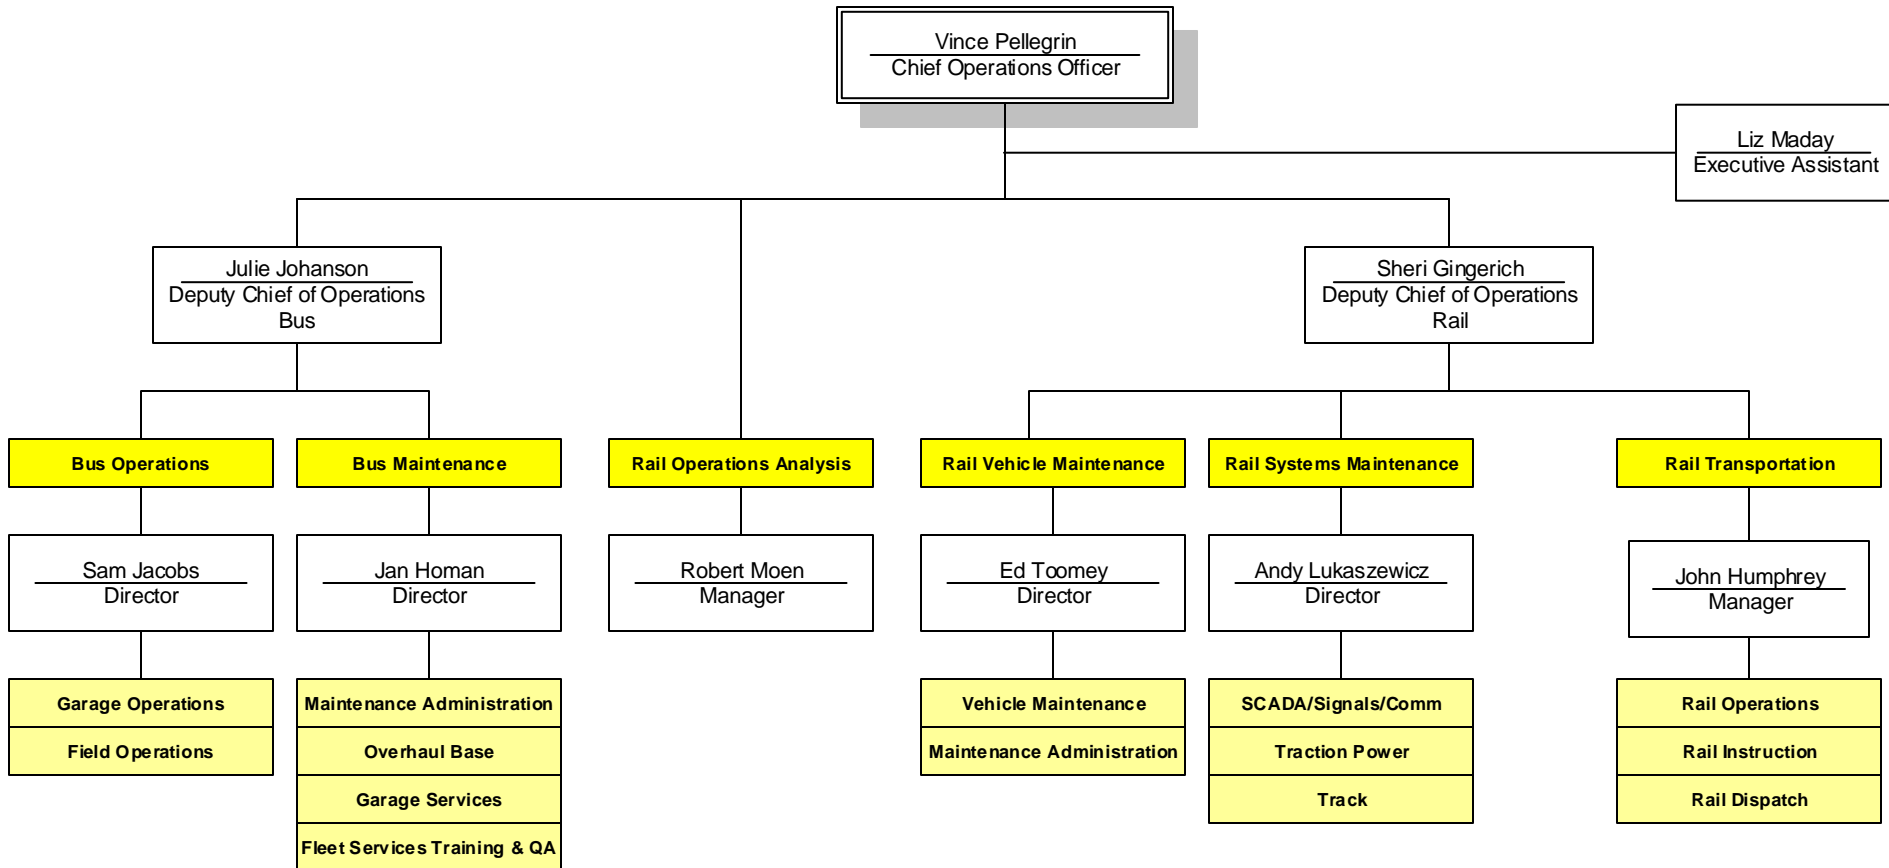 Vince Pellegrin
Chief Operations Officer
Liz Maday
Executive Assistant
Julie Johanson
Deputy Chief of Operations
Bus
Sheri Gingerich
Deputy Chief of Operations
Rail
Bus Operations
Bus Maintenance
Rail Operations Analysis
Rail Vehicle Maintenance
Rail Systems Maintenance
Rail Transportation
Sam Jacobs
Director
Jan Homan
Director
Robert Moen
Manager
Ed Toomey
Director
Andy Lukaszewicz
Director
John Humphrey
Manager
Garage Operations
Field Operations
Maintenance Administration
Overhaul Base
Garage Services
Fleet Services Training & QA
Vehicle Maintenance
Maintenance Administration
SCADA/Signals/Comm
Traction Power
Track
Rail Operations
Rail Instruction
Rail Dispatch